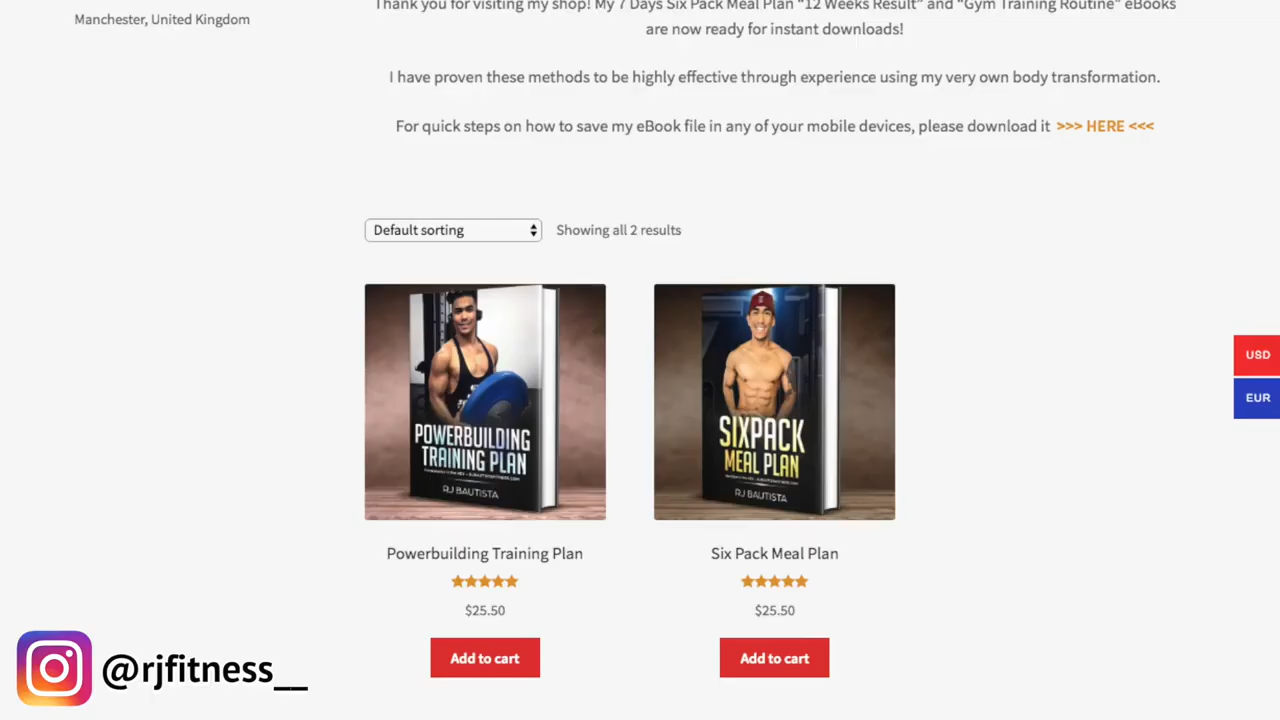 Manchester, United Kingdom
Thank you for visiting my shop! My 7 Days Six Pack Meal Plan “12 Weeks Result” and “Gym Training Routine” eBooks
are now ready for instant downloads!
I have proven these methods to be highly effective through experience using my very own body transformation.
For quick steps on how to save my eBook file in any of your mobile devices, please download it >>> HERE <<<
Default sorting
Showing all 2 results
POWERBUILDING
TRAINING PLAN
RJ BAUTISTA
SIXPACK
MEAL PLAN
RJ BAUTISTA
Powerbuilding Training Plan
Six Pack Meal Plan
$25.50
$25.50
Add to cart
Add to cart
USD
EUR
@rjfitness__